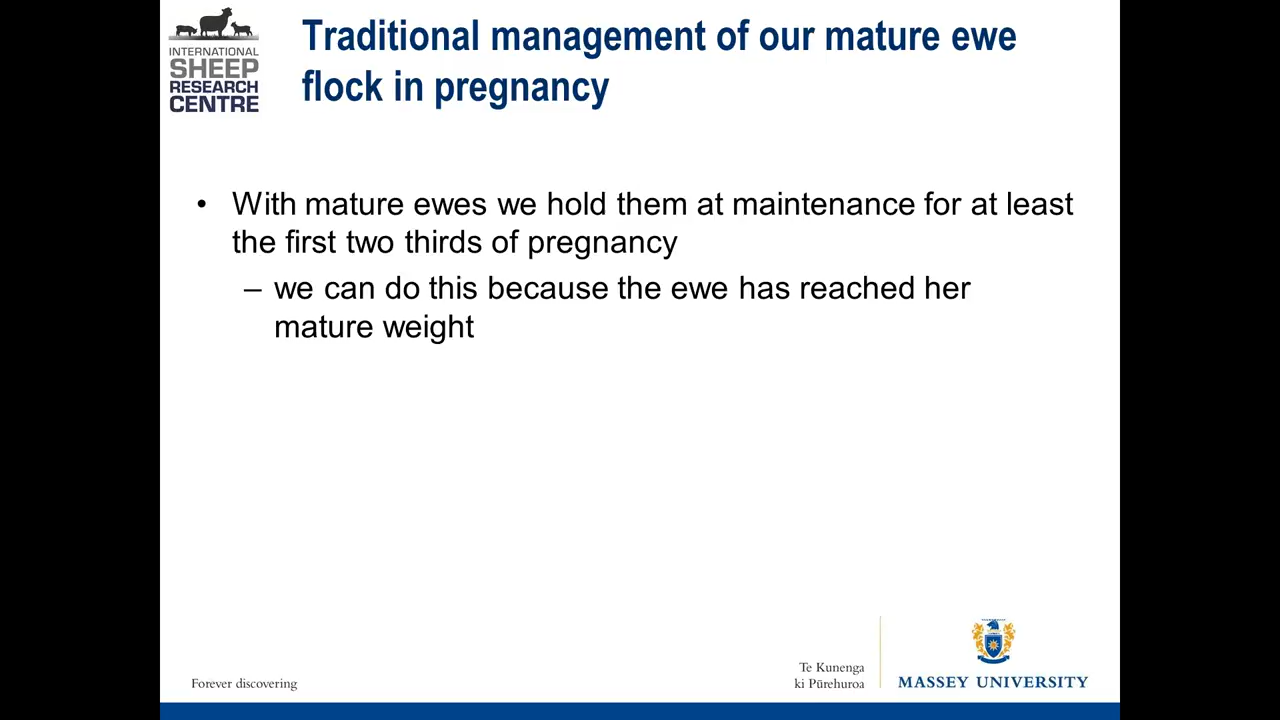 INTERNATIONAL
SHEEP
RESEARCH
CENTRE
Traditional management of our mature ewe
flock in pregnancy
• With mature ewes we hold them at maintenance for at least
the first two thirds of pregnancy
– we can do this because the ewe has reached her
mature weight
Forever discovering
Te Kunenga
ki Pūrehuroa
MASSEY UNIVERSITY